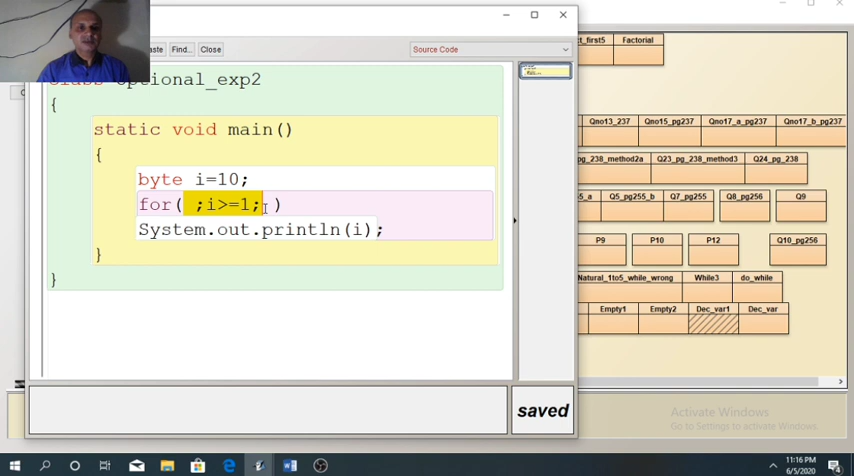 aste Find... Close Source Code
class optional_exp2
{
static void main()
{
byte i=10;
for( ;i>=1; )
System.out.println(i);
}
}
saved
ct_first5 Factorial
Qno13_237 Qno15_pg237 Qno17_a_pg237 Qno17_b_pg237
pg_238_method2a Q23_pg_238_method3 Q24_pg_238
5_a Q5_pg255_b Q7_pg255 Q8_pg256 Q9
P9 P10 P12 Q10_pg256
Natural_1to5_while_wrong While3 do_while
Empty1 Empty2 Dec_var1 Dec_var
Activate Windows
Go to Settings to activate Windows.
11:16 PM
6/5/2020